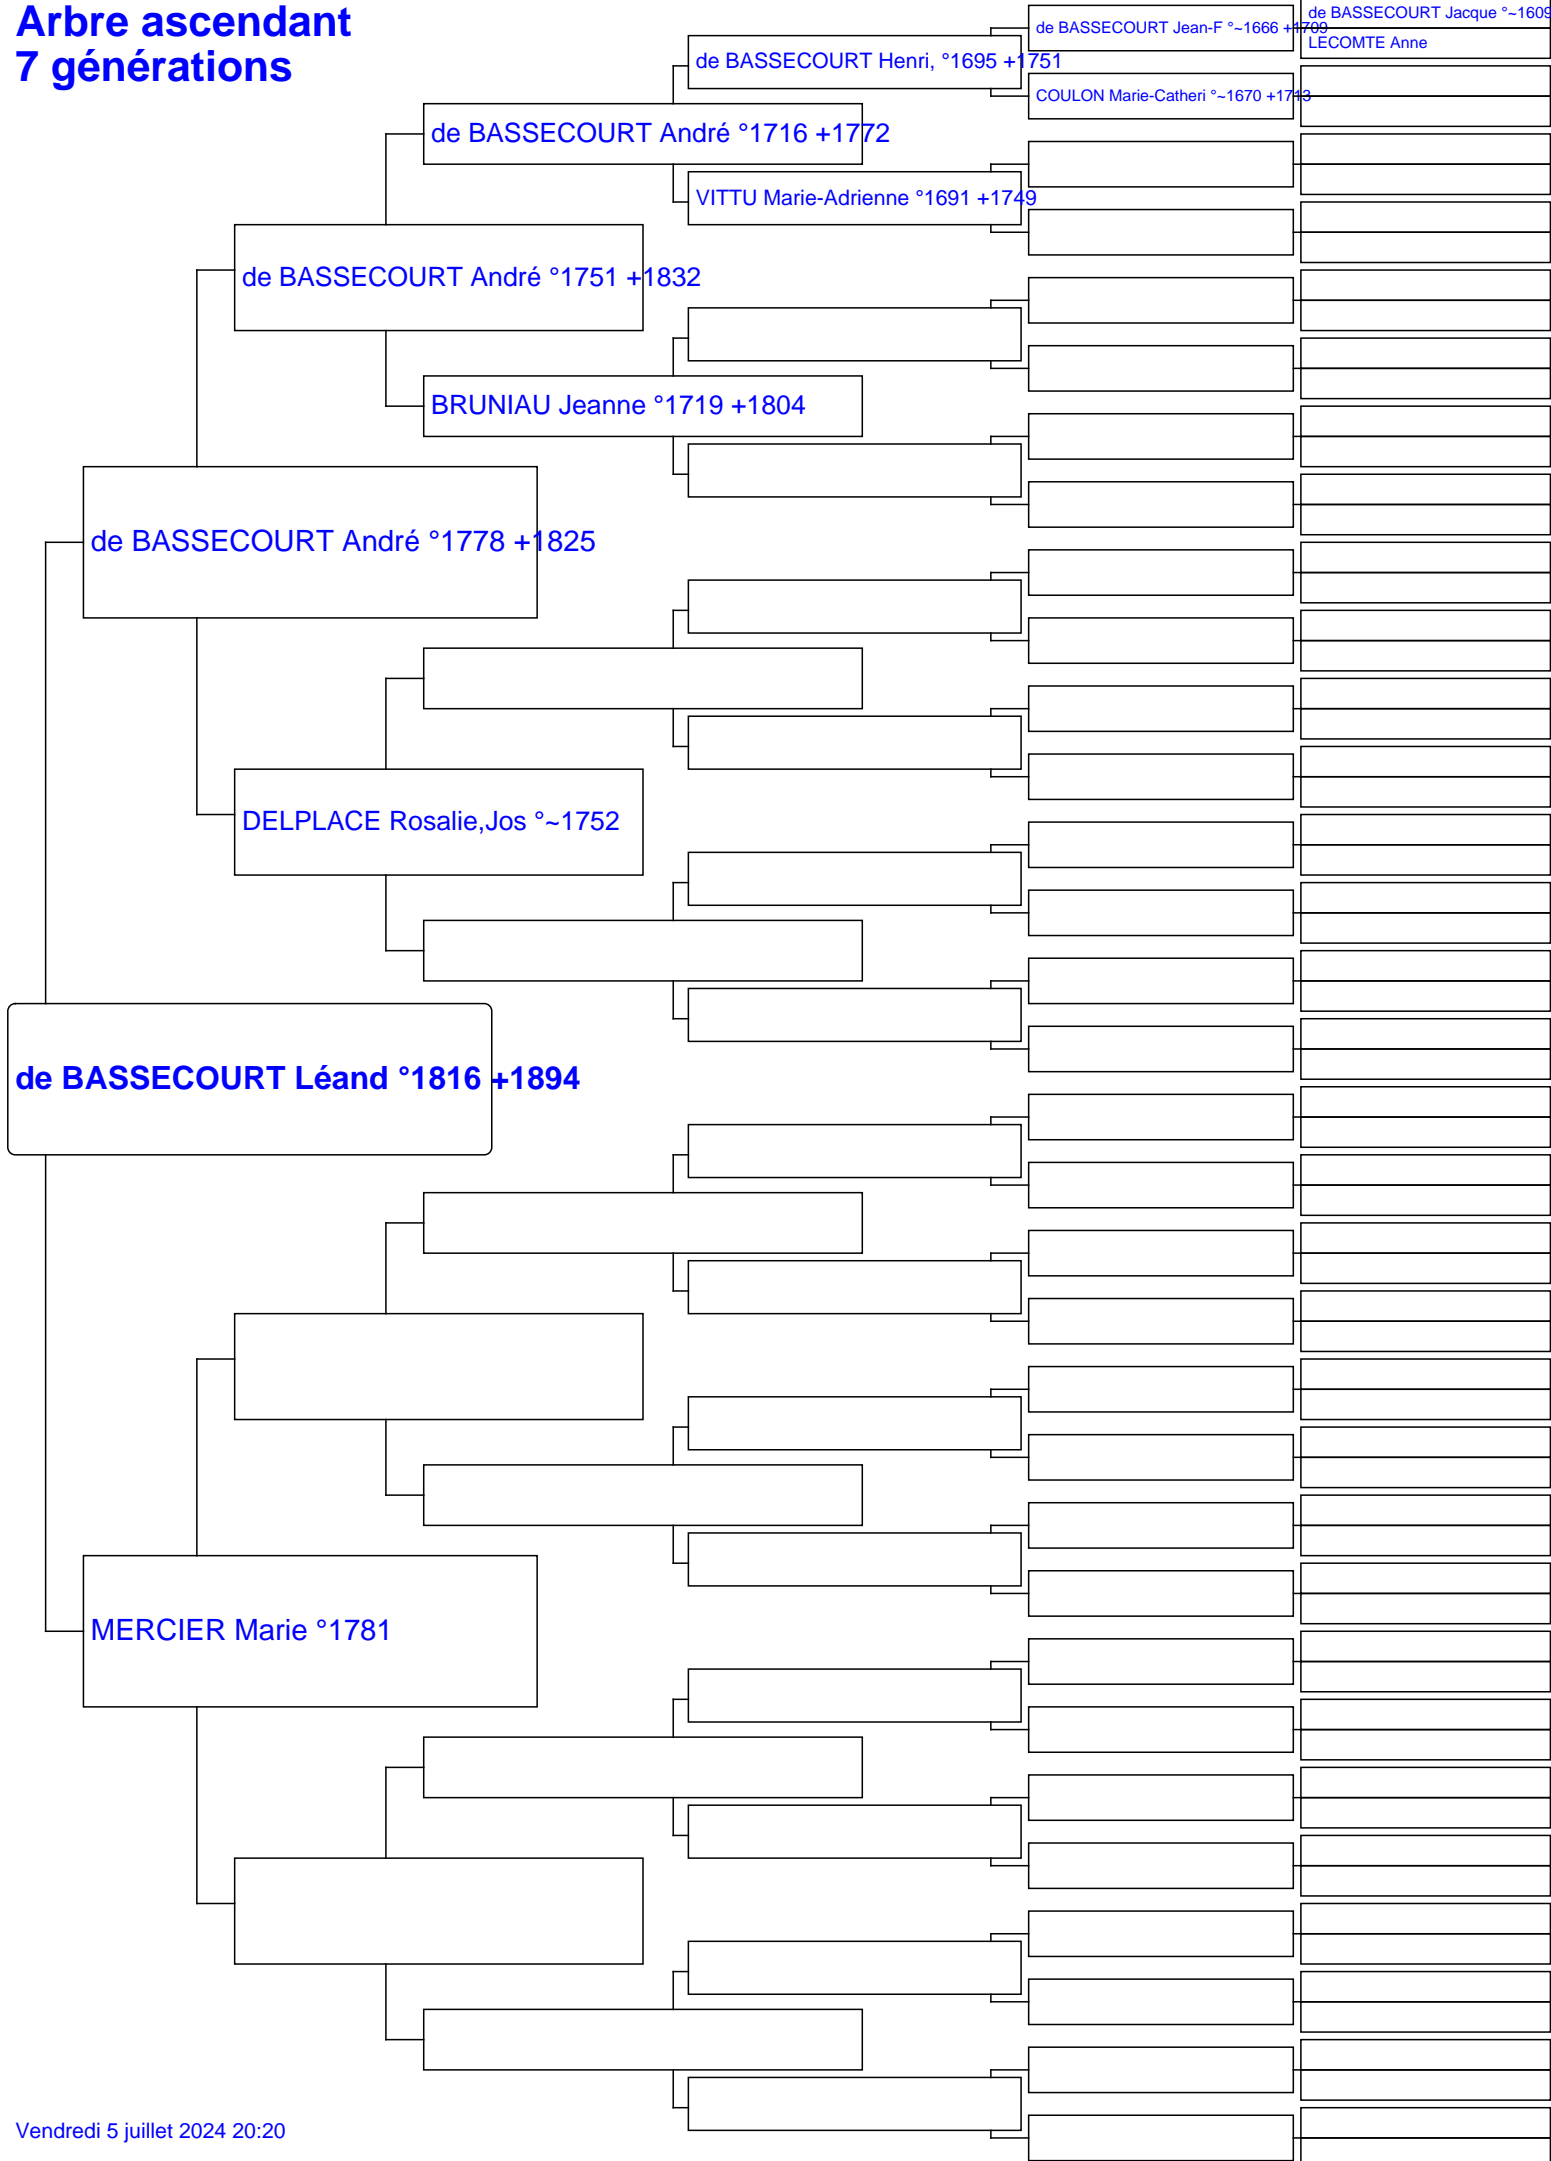 Arbre ascendant
7 générations
de BASSECOURT Jacque °~1609
de BASSECOURT Jean-F °~1666 +1709
LECOMTE Anne
de BASSECOURT Henri, °1695 +1751
COULON Marie-Catheri °~1670 +1713
de BASSECOURT André °1716 +1772
VITTU Marie-Adrienne °1691 +1749
de BASSECOURT André °1751 +1832
BRUNIAU Jeanne °1719 +1804
de BASSECOURT André °1778 +1825
DELPLACE Rosalie,Jos °~1752
de BASSECOURT Léand °1816 +1894
MERCIER Marie °1781
Vendredi 5 juillet 2024 20:20